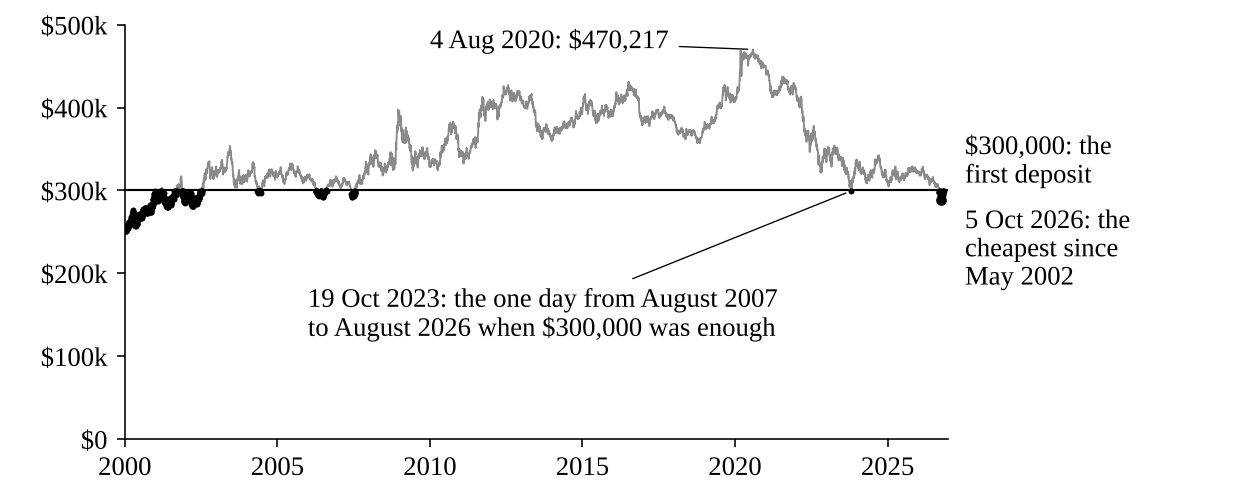 $500k
4 Aug 2020: $470,217
$400k
$300,000: the
first deposit
$300k
5 Oct 2026: the
cheapest since
May 2002
$200k
19 Oct 2023: the one day from August 2007
to August 2026 when $300,000 was enough
$100k
$0
2000 2005 2010 2015 2020 2025